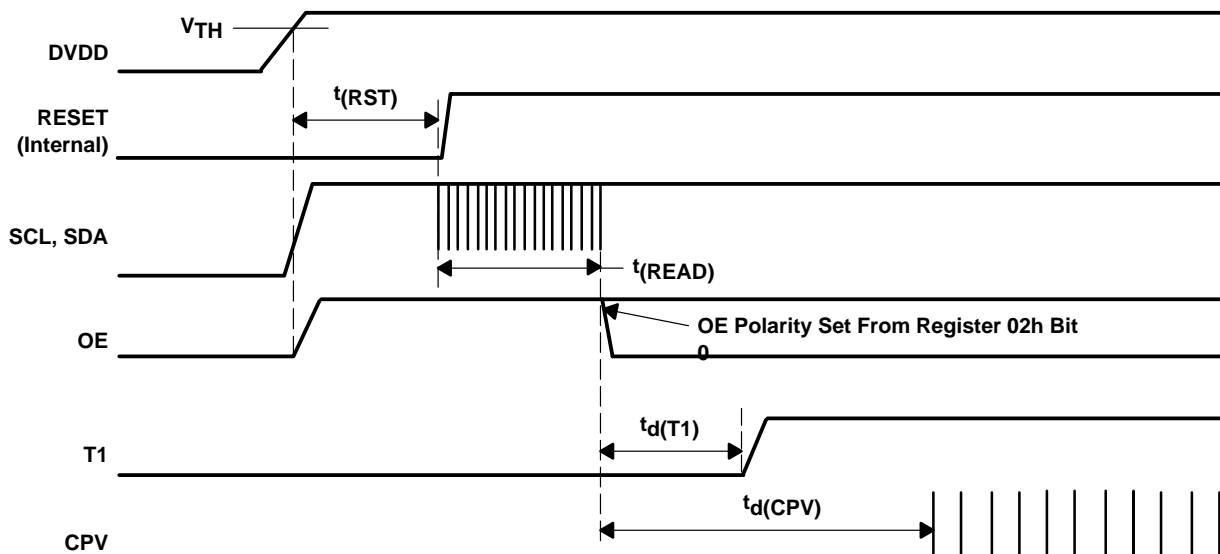 VTH
DVDD
t(RST)
RESET
(Internal)
SCL, SDA
t(READ)
OE Polarity Set From Register 02h Bit
0
OE
td(T1)
T1
td(CPV)
CPV